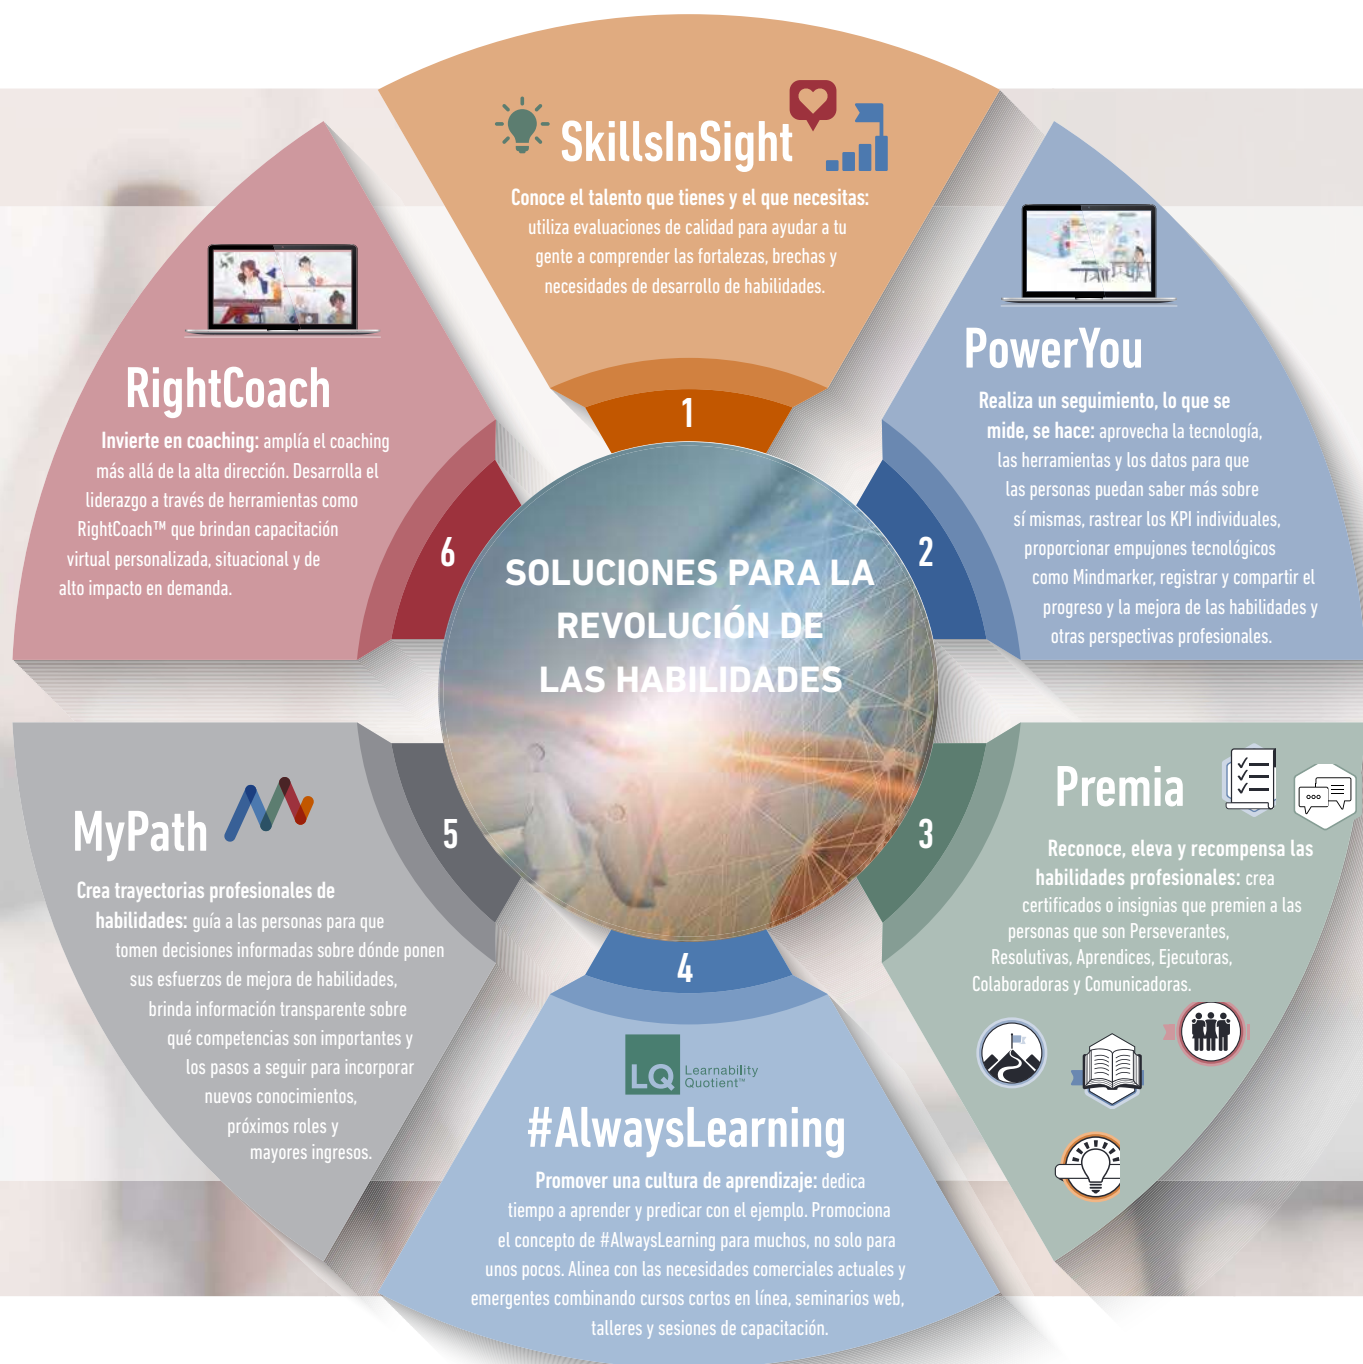 SOLUCIONES PARA LA
REVOLUCIÓN DE
LAS HABILIDADES
1
SkillsInSight
Conoce el talento que tienes y el que necesitas:
utiliza evaluaciones de calidad para ayudar a tu
gente a comprender las fortalezas, brechas y
necesidades de desarrollo de habilidades.
2
PowerYou
Realiza un seguimiento, lo que se
mide, se hace: aprovecha la tecnología,
las herramientas y los datos para que
las personas puedan saber más sobre
sí mismas, rastrear los KPI individuales,
proporcionar empujones tecnológicos
como Mindmarker, registrar y compartir el
progreso y la mejora de las habilidades y
otras perspectivas profesionales.
3
Premia
Reconoce, eleva y recompensa las
habilidades profesionales: crea
certificados o insignias que premien a las
personas que son Perseverantes,
Resolutivas, Aprendices, Ejecutoras,
Colaboradoras y Comunicadoras.
4
LQ Learnability
Quotient™
#AlwaysLearning
Promover una cultura de aprendizaje: dedica
tiempo a aprender y predicar con el ejemplo. Promociona
el concepto de #AlwaysLearning para muchos, no solo para
unos pocos. Alinea con las necesidades comerciales actuales y
emergentes combinando cursos cortos en línea, seminarios web,
talleres y sesiones de capacitación.
5
MyPath
Crea trayectorias profesionales de
habilidades: guía a las personas para que
tomen decisiones informadas sobre dónde ponen
sus esfuerzos de mejora de habilidades,
brinda información transparente sobre
qué competencias son importantes y
los pasos a seguir para incorporar
nuevos conocimientos,
próximos roles y
mayores ingresos.
6
RightCoach
Invierte en coaching: amplía el coaching
más allá de la alta dirección. Desarrolla el
liderazgo a través de herramientas como
RightCoach™ que brindan capacitación
virtual personalizada, situacional y de
alto impacto en demanda.